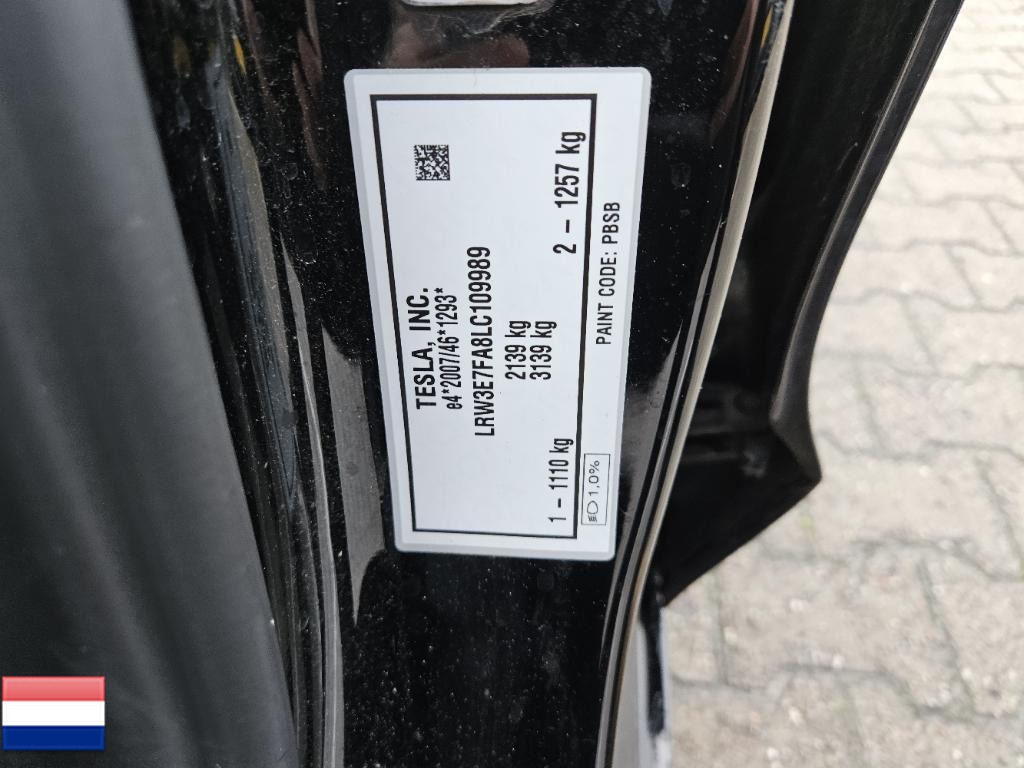 TESLA, INC.
e4*2007/46*1293*
LRW3E7FA8LC109989
2139 kg
3139 kg
1 – 1110 kg 2 – 1257 kg
1,0% PAINT CODE: PBSB